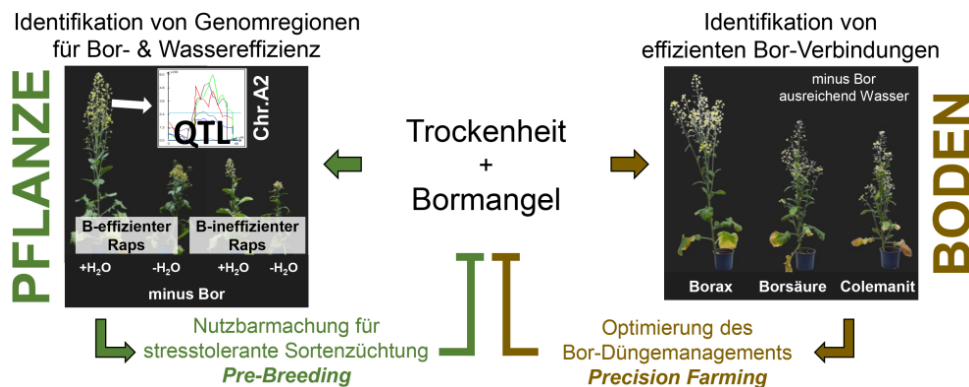 Identifikation von Genomregionen
für Bor- & Wassereffizienz
PFLANZE
QTL
Chr.A2
B-effizienter
Raps
B-ineffizienter
Raps
+H₂O
-H₂O
+H₂O
-H₂O
minus Bor
Nutzbarmachung für
stresstolerante Sortenzüchtung
Pre-Breeding
Trockenheit
+
Bormangel
Identifikation von
effizienten Bor-Verbindungen
minus Bor
ausreichend Wasser
Borax
Borsäure
Colemanit
BODEN
Optimierung des
Bor-Düngemanagements
Precision Farming